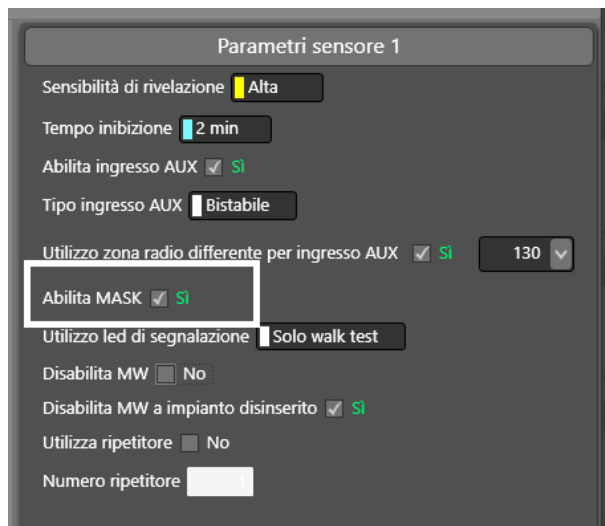 Parametri sensore 1
Sensibilità di rivelazione Alta
Tempo inibizione 2 min
Abilita ingresso AUX Sì
Tipo ingresso AUX Bistabile
Utilizzo zona radio differente per ingresso AUX Sì 130
Abilita MASK Sì
Utilizzo led di segnalazione Solo walk test
Disabilita MW No
Disabilita MW a impianto disinserito Sì
Utilizza ripetitore No
Numero ripetitore 1